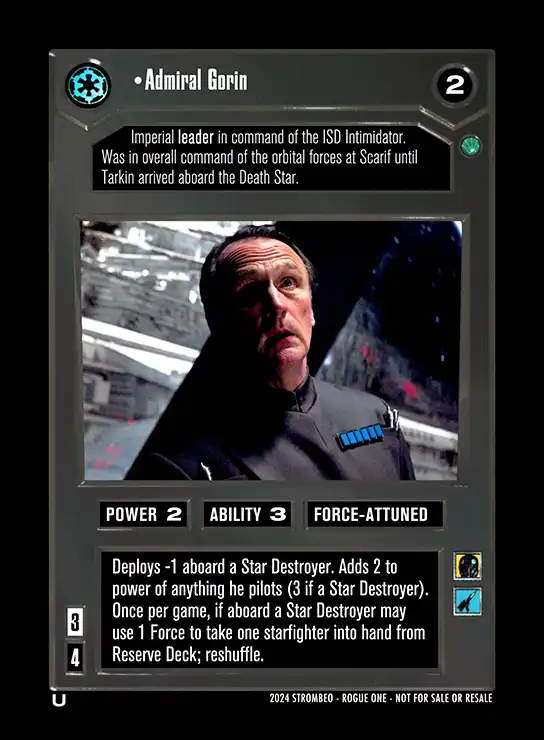 •Admiral Gorin
2
Imperial leader in command of the ISD Intimidator.
Was in overall command of the orbital forces at Scarif until
Tarkin arrived aboard the Death Star.
POWER 2 ABILITY 3 FORCE-ATTUNED
Deploys -1 aboard a Star Destroyer. Adds 2 to
power of anything he pilots (3 if a Star Destroyer).
Once per game, if aboard a Star Destroyer may
use 1 Force to take one starfighter into hand from
Reserve Deck; reshuffle.
3
4
U
2024 STROMBEO - ROGUE ONE - NOT FOR SALE OR RESALE